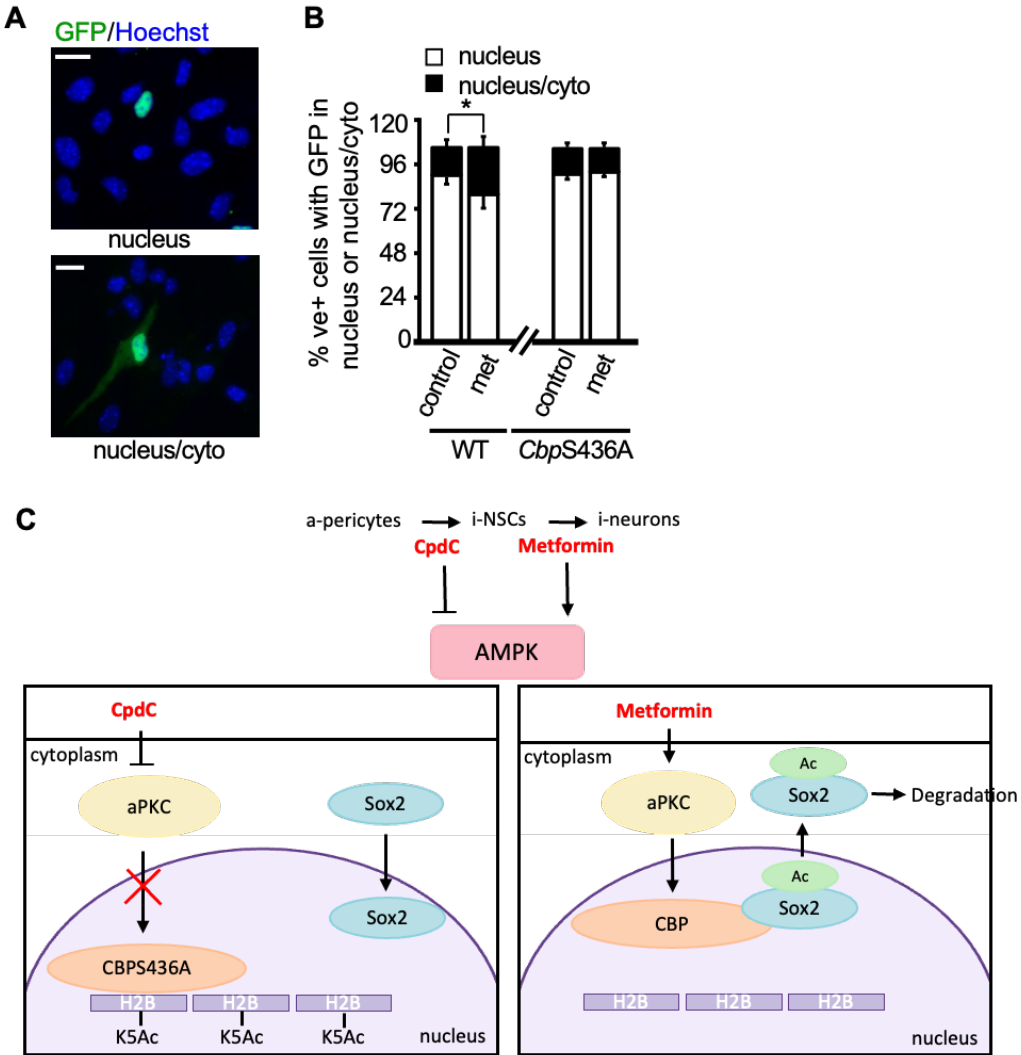 A
GFP/Hoechst
nucleus
nucleus/cyto
B
nucleus
nucleus/cyto
*
% ve+ cells with GFP in
nucleus or nucleus/cyto
120
96
72
48
24
0
control
met
control
met
WT
CbpS436A
C
a-pericytes
i-NSCs
i-neurons
CpdC
Metformin
AMPK
CpdC
cytoplasm
aPKC
Sox2
Sox2
CBPS436A
H2B
H2B
H2B
K5Ac
K5Ac
K5Ac
nucleus
Metformin
cytoplasm
Ac
aPKC
Sox2
Degradation
Ac
CBP
Sox2
H2B
H2B
H2B
nucleus